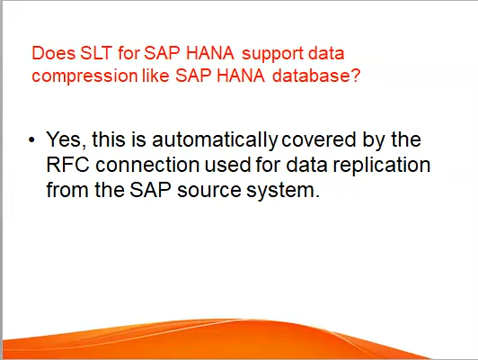 Does SLT for SAP HANA support data
compression like SAP HANA database?
• Yes, this is automatically covered by the
RFC connection used for data replication
from the SAP source system.